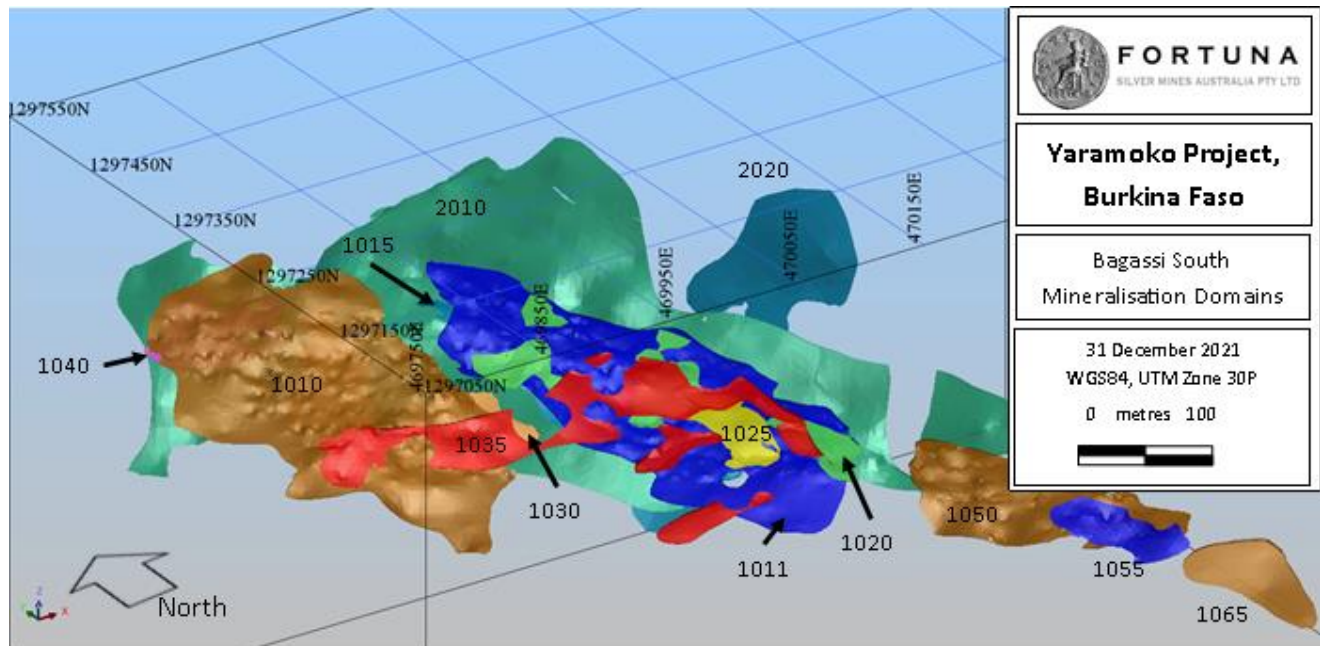 1297550N
1297450N
1297350N
1297250N
1297150N
1297050N
469750E
469850E
469950E
470050E
470150E
2010
2020
1015
1040
1010
1035
1030
1025
1020
1011
1050
1055
1065
North
Z
Y
X
FORTUNA
SILVER MINES AUSTRALIA PTY LTD
Yaramoko Project,
Burkina Faso
Bagassi South
Mineralisation Domains
31 December 2021
WGS84, UTM Zone 30P
0 metres 100